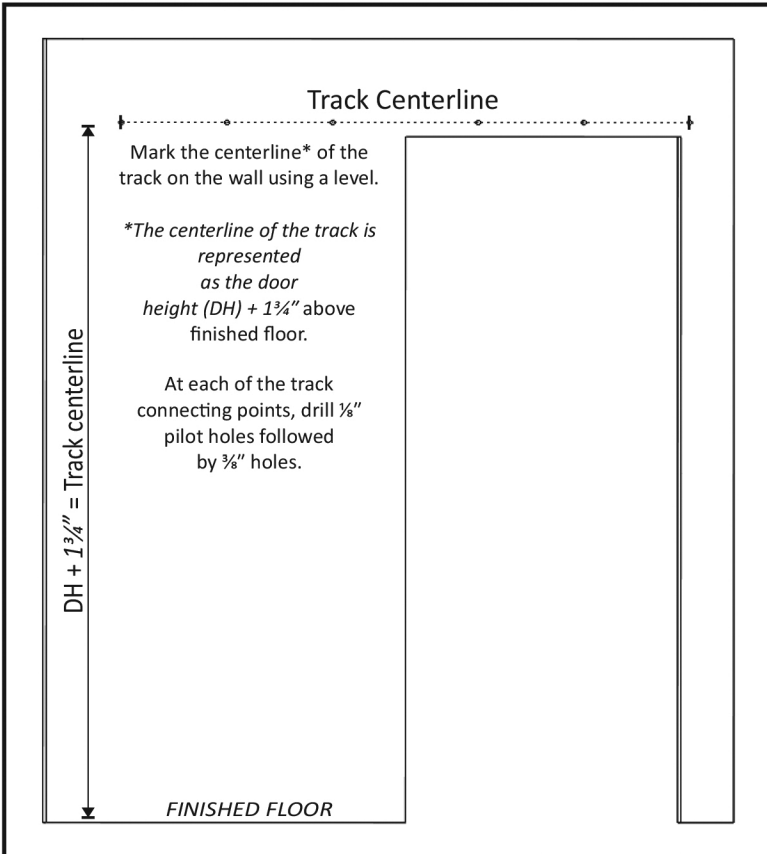 Track Centerline
Mark the centerline* of the
track on the wall using a level.
*The centerline of the track is
represented
as the door
height (DH) + 1¾″ above
finished floor.
At each of the track
connecting points, drill ⅛″
pilot holes followed
by ⅜″ holes.
DH + 1¾″ = Track centerline
FINISHED FLOOR